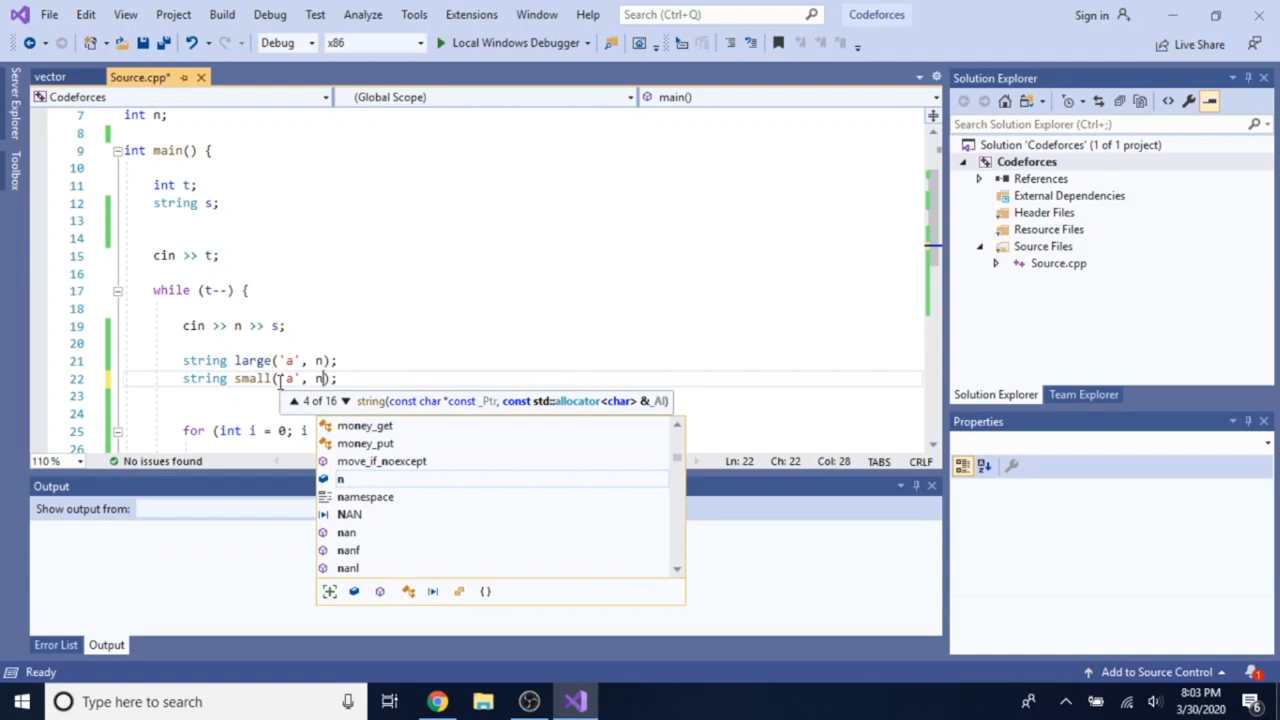 File Edit View Project Build Debug Test Analyze Tools Extensions Window Help Search (Ctrl+Q) Codeforces Sign in
Debug x86 Local Windows Debugger Live Share
Server Explorer
Toolbox
vector Source.cpp*
Codeforces (Global Scope) main()
7 int n;
8
9 int main() {
10
11 int t;
12 string s;
13
14
15 cin >> t;
16
17 while (t--) {
18
19 cin >> n >> s;
20
21 string large('a', n);
22 string small('a', n);
23 4 of 16 string(const char *const _Ptr, const std::allocator<char> &_Al)
24
25 for (int i = 0; i
26
money_get
money_put
move_if_noexcept
n
namespace
NAN
nan
nanf
nanl
110 % No issues found Ln: 22 Ch: 22 Col: 28 TABS CRLF
Output
Show output from:
Error List Output
Solution Explorer
Search Solution Explorer (Ctrl+;)
Solution 'Codeforces' (1 of 1 project)
Codeforces
References
External Dependencies
Header Files
Resource Files
Source Files
Source.cpp
Solution Explorer Team Explorer
Properties
Ready Add to Source Control 1
Type here to search
8:03 PM
3/30/2020
6